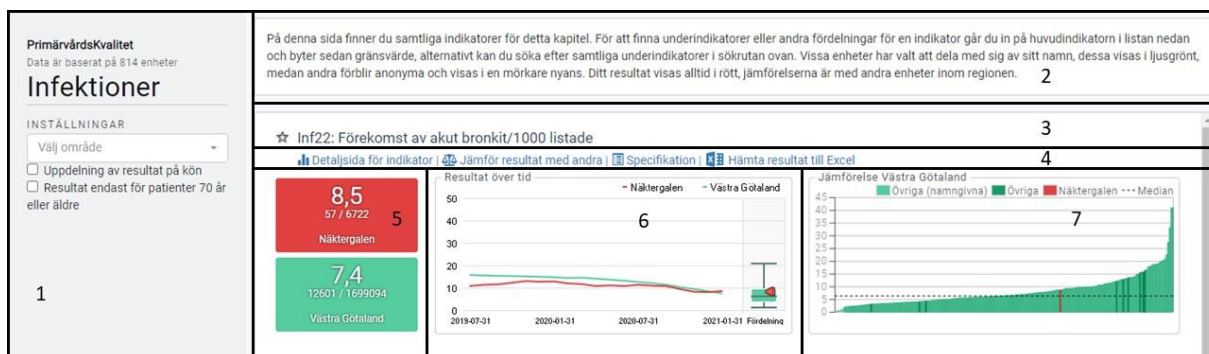 PrimärvårdsKvalitet
Data är baserat på 814 enheter
Infektioner
INSTÄLLNINGAR
Välj område
Uppdelning av resultat på kön
Resultat endast för patienter 70 år
eller äldre
1
På denna sida finner du samtliga indikatorer för detta kapitel. För att finna underindikatorer eller andra fördelningar för en indikator går du in på huvudindikatorn i listan nedan
och byter sedan gränsvärde, alternativt kan du söka efter samtliga underindikatorer i sökrutan ovan. Vissa enheter har valt att dela med sig av sitt namn, dessa visas i ljusgrönt,
medan andra förblir anonyma och visas i en mörkare nyans. Ditt resultat visas alltid i rött, jämförelserna är med andra enheter inom regionen.
2
3
Inf22: Förekomst av akut bronkit/1000 listade
Detaljsida för indikator | Jämför resultat med andra | Specifikation | Hämta resultat till Excel
4
8,5
57 / 6722
Näktergalen
5
7,4
12601 / 1699094
Västra Götaland
Resultat över tid
Näktergalen Västra Götaland
6
50
40
30
20
10
0
2019-07-31 2020-01-31 2020-07-31 2021-01-31 Fördelning
Jämförelse Västra Götaland
Övriga (namngivna) Övriga Näktergalen Median
7
45
40
35
30
25
20
15
10
5
0